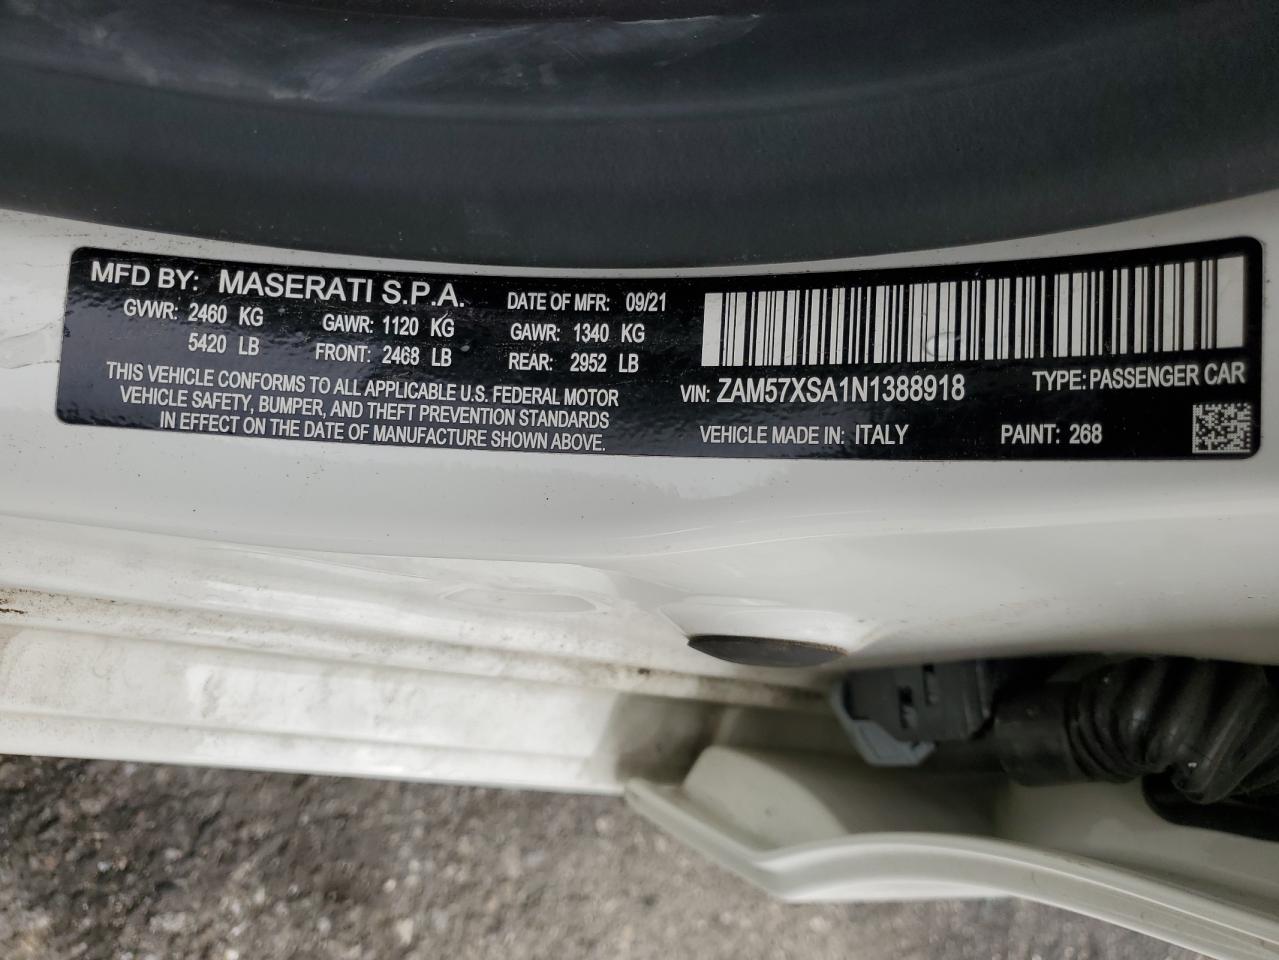 MFD BY: MASERATI S.P.A. DATE OF MFR: 09/21
GVWR: 2460 KG GAWR: 1120 KG GAWR: 1340 KG
5420 LB FRONT: 2468 LB REAR: 2952 LB
THIS VEHICLE CONFORMS TO ALL APPLICABLE U.S. FEDERAL MOTOR
VEHICLE SAFETY, BUMPER, AND THEFT PREVENTION STANDARDS
IN EFFECT ON THE DATE OF MANUFACTURE SHOWN ABOVE.
VIN: ZAM57XSA1N1388918 TYPE: PASSENGER CAR
VEHICLE MADE IN: ITALY PAINT: 268